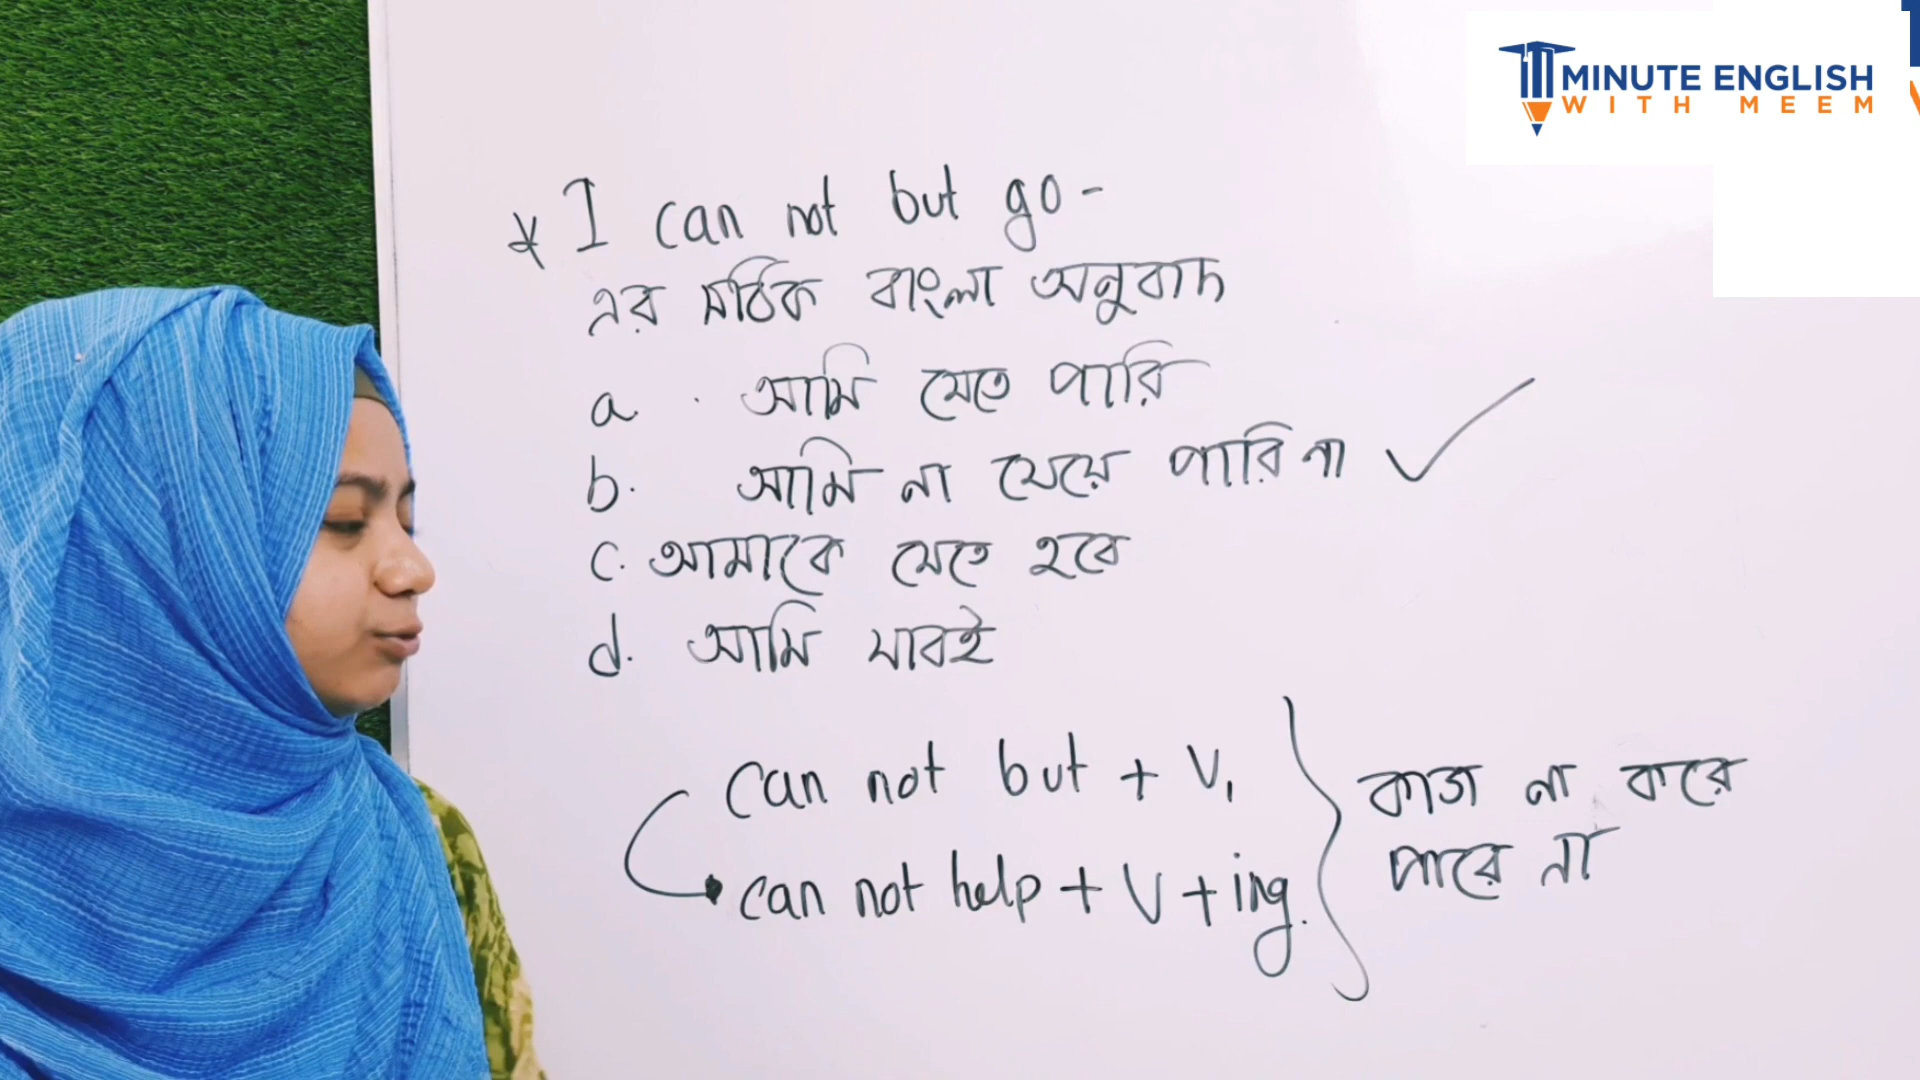 MINUTE ENGLISH
WITH MEEM
* I can not but go -
এর সঠিক বাংলা অনুবাদ
a. আমি যেতে পারি
b. আমি না যেয়ে পারি না ✓
c. আমাকে যেতে হবে
d. আমি যাবই
can not but + V₁
can not help + V + ing.
কাজ না করে
পারে না